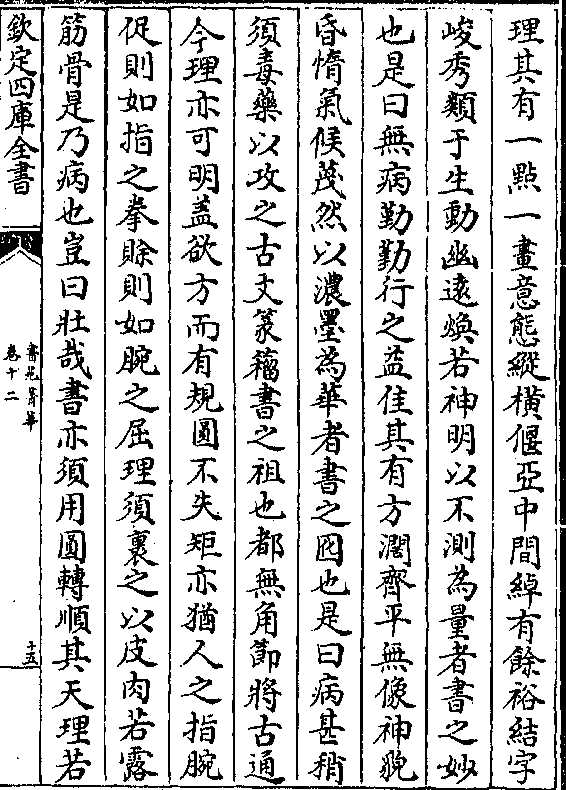 理其有一點一畫意態縱横偃亞中間綽有餘裕結字
峻秀類于生動幽遠煥若神明以不測為量者書之妙
也是曰無病勤勤行之益佳其有方濶齊平無像神貌
昏惰氣候蔑然以濃墨為華者書之困也是曰病甚稍
須毒藥以攻之古文篆籀書之祖也都無角節將古通
今理亦可明葢欲方而有規圓不失矩亦猶人之指腕
促則如指之拳賒則如腕之屈理須裹之以皮肉若露
筋骨是乃病也豈曰壯哉書亦須用圓轉順其天理若
欽定四庫全書
書苑菁華
卷十二
十五